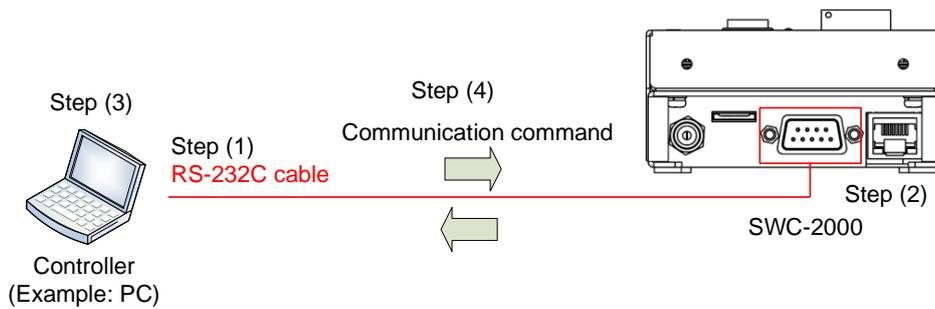 Step (3)
Step (4)
Communication command
Step (1)
RS-232C cable
Step (2)
SWC-2000
Controller
(Example: PC)